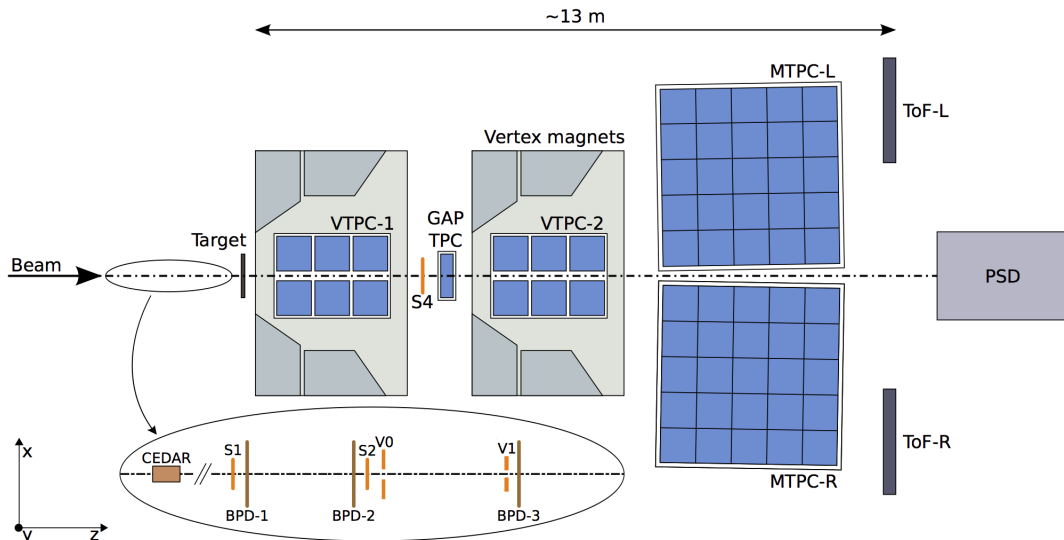 ~13 m
MTPC-L
ToF-L
Vertex magnets
VTPC-1
GAP
TPC
VTPC-2
Target
Beam
S4
PSD
ToF-R
MTPC-R
x
y
z
CEDAR
S1
BPD-1
S2
V0
BPD-2
V1
BPD-3